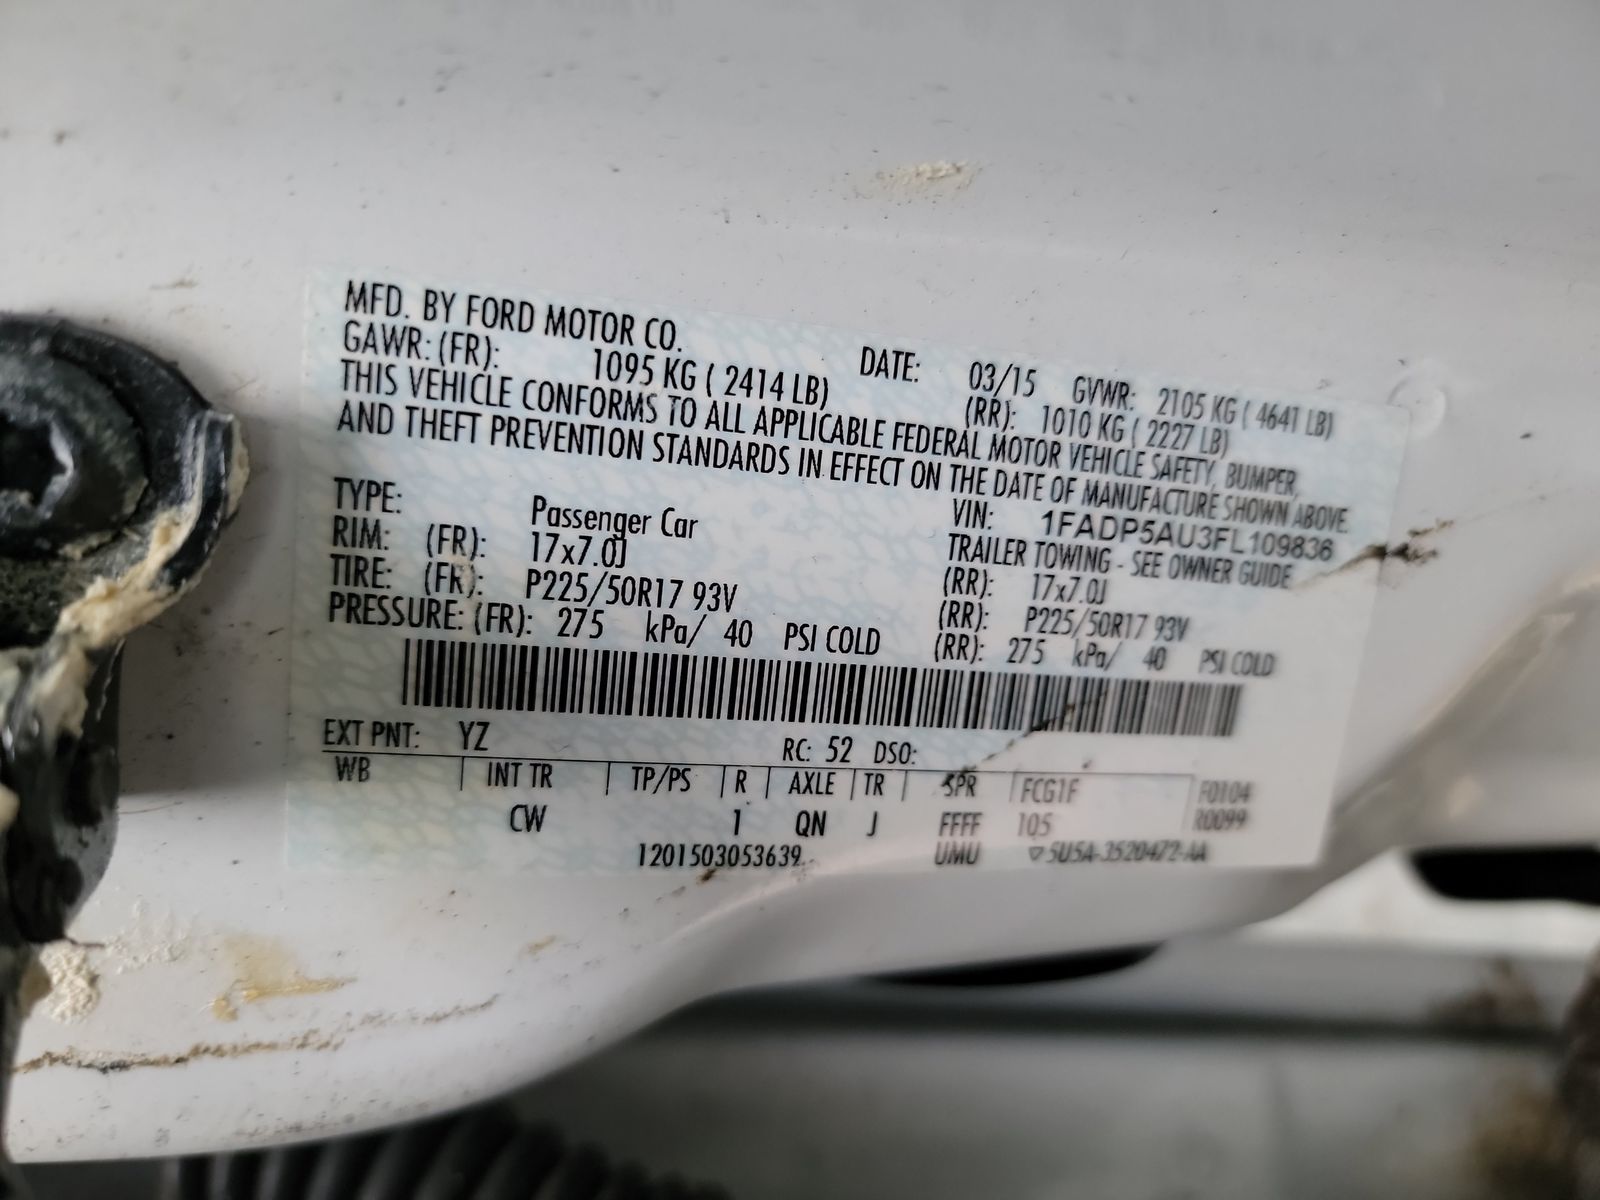 MFD. BY FORD MOTOR CO. DATE: 03/15 GVWR: 2105 KG ( 4641 LB)
GAWR: (FR): 1095 KG ( 2414 LB) (RR): 1010 KG ( 2227 LB)
THIS VEHICLE CONFORMS TO ALL APPLICABLE FEDERAL MOTOR VEHICLE SAFETY, BUMPER,
AND THEFT PREVENTION STANDARDS IN EFFECT ON THE DATE OF MANUFACTURE SHOWN ABOVE.
VIN: 1FADP5AU3FL109836
TYPE: Passenger Car TRAILER TOWING - SEE OWNER GUIDE
RIM: (FR): 17x7.0J (RR): 17x7.0J
TIRE: (FR): P225/50R17 93V (RR): P225/50R17 93V
PRESSURE: (FR): 275 kPa/ 40 PSI COLD (RR): 275 kPa/ 40 PSI COLD
EXT PNT: YZ RC: 52 DSO:
WB | INT TR | TP/PS | R | AXLE | TR | SPR | FCG1F F0104
CW 1 QN J FFFF 105 R0099
1201503053639 UMU ▽5U5A-3520472-AA